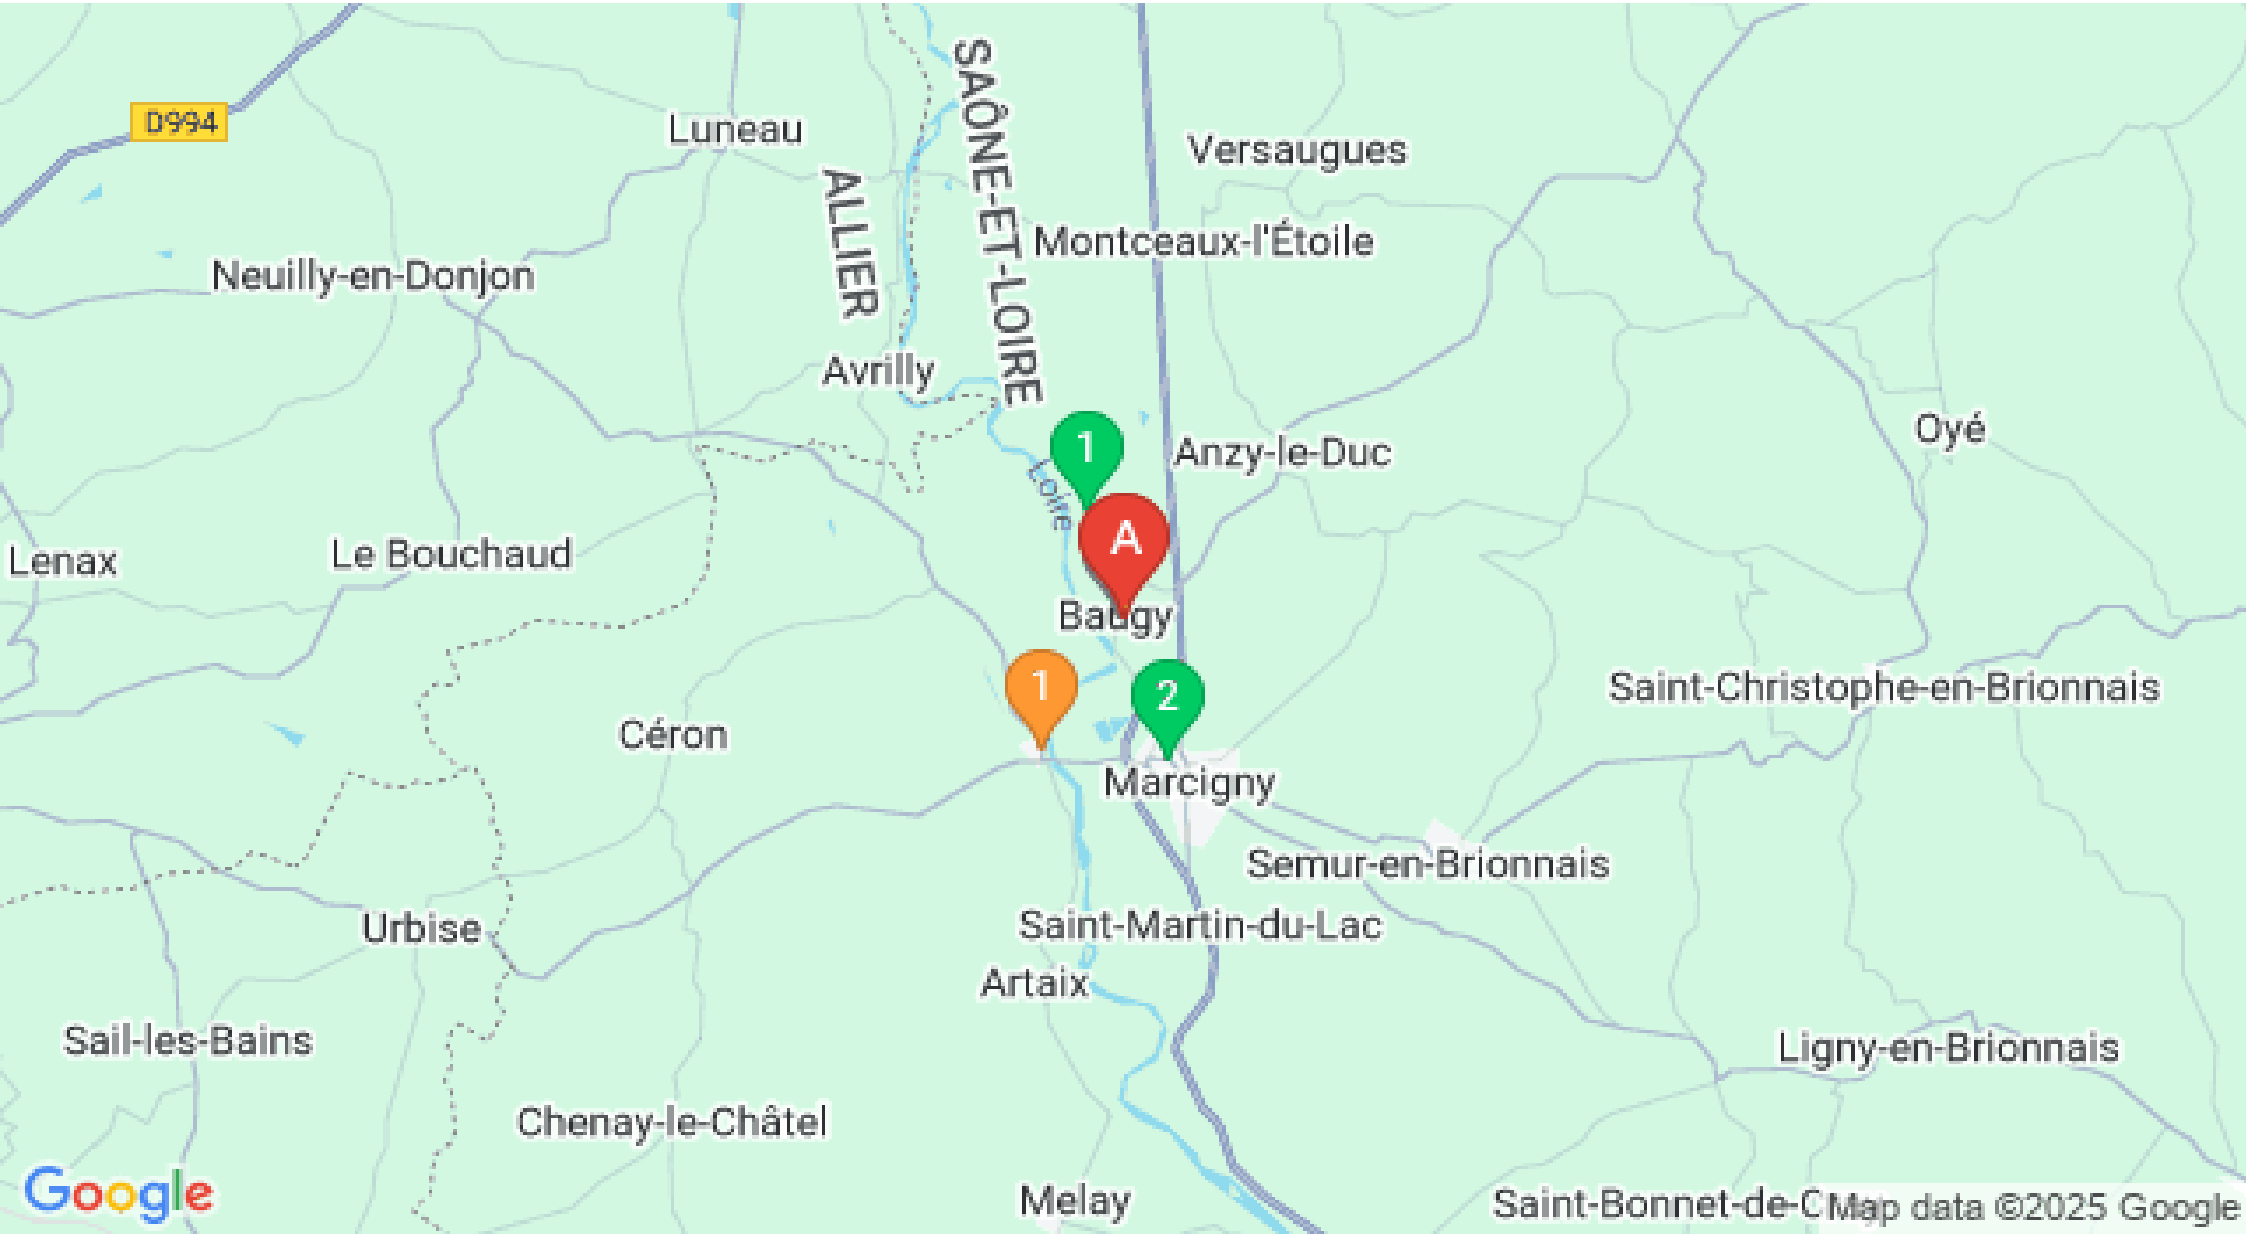 D994
Luneau
SAÔNE-ET-LOIRE
Versaugues
ALLIER
Montceaux-l'Étoile
Neuilly-en-Donjon
Avrilly
1
Anzy-le-Duc
Oyé
Loire
A
Le Bouchaud
Lenax
Baugy
1
2
Saint-Christophe-en-Brionnais
Céron
Marcigny
Semur-en-Brionnais
Urbise
Saint-Martin-du-Lac
Artaix
Sail-les-Bains
Ligny-en-Brionnais
Chenay-le-Châtel
Google
Melay
Saint-Bonnet-de-C
Map data ©2025 Google